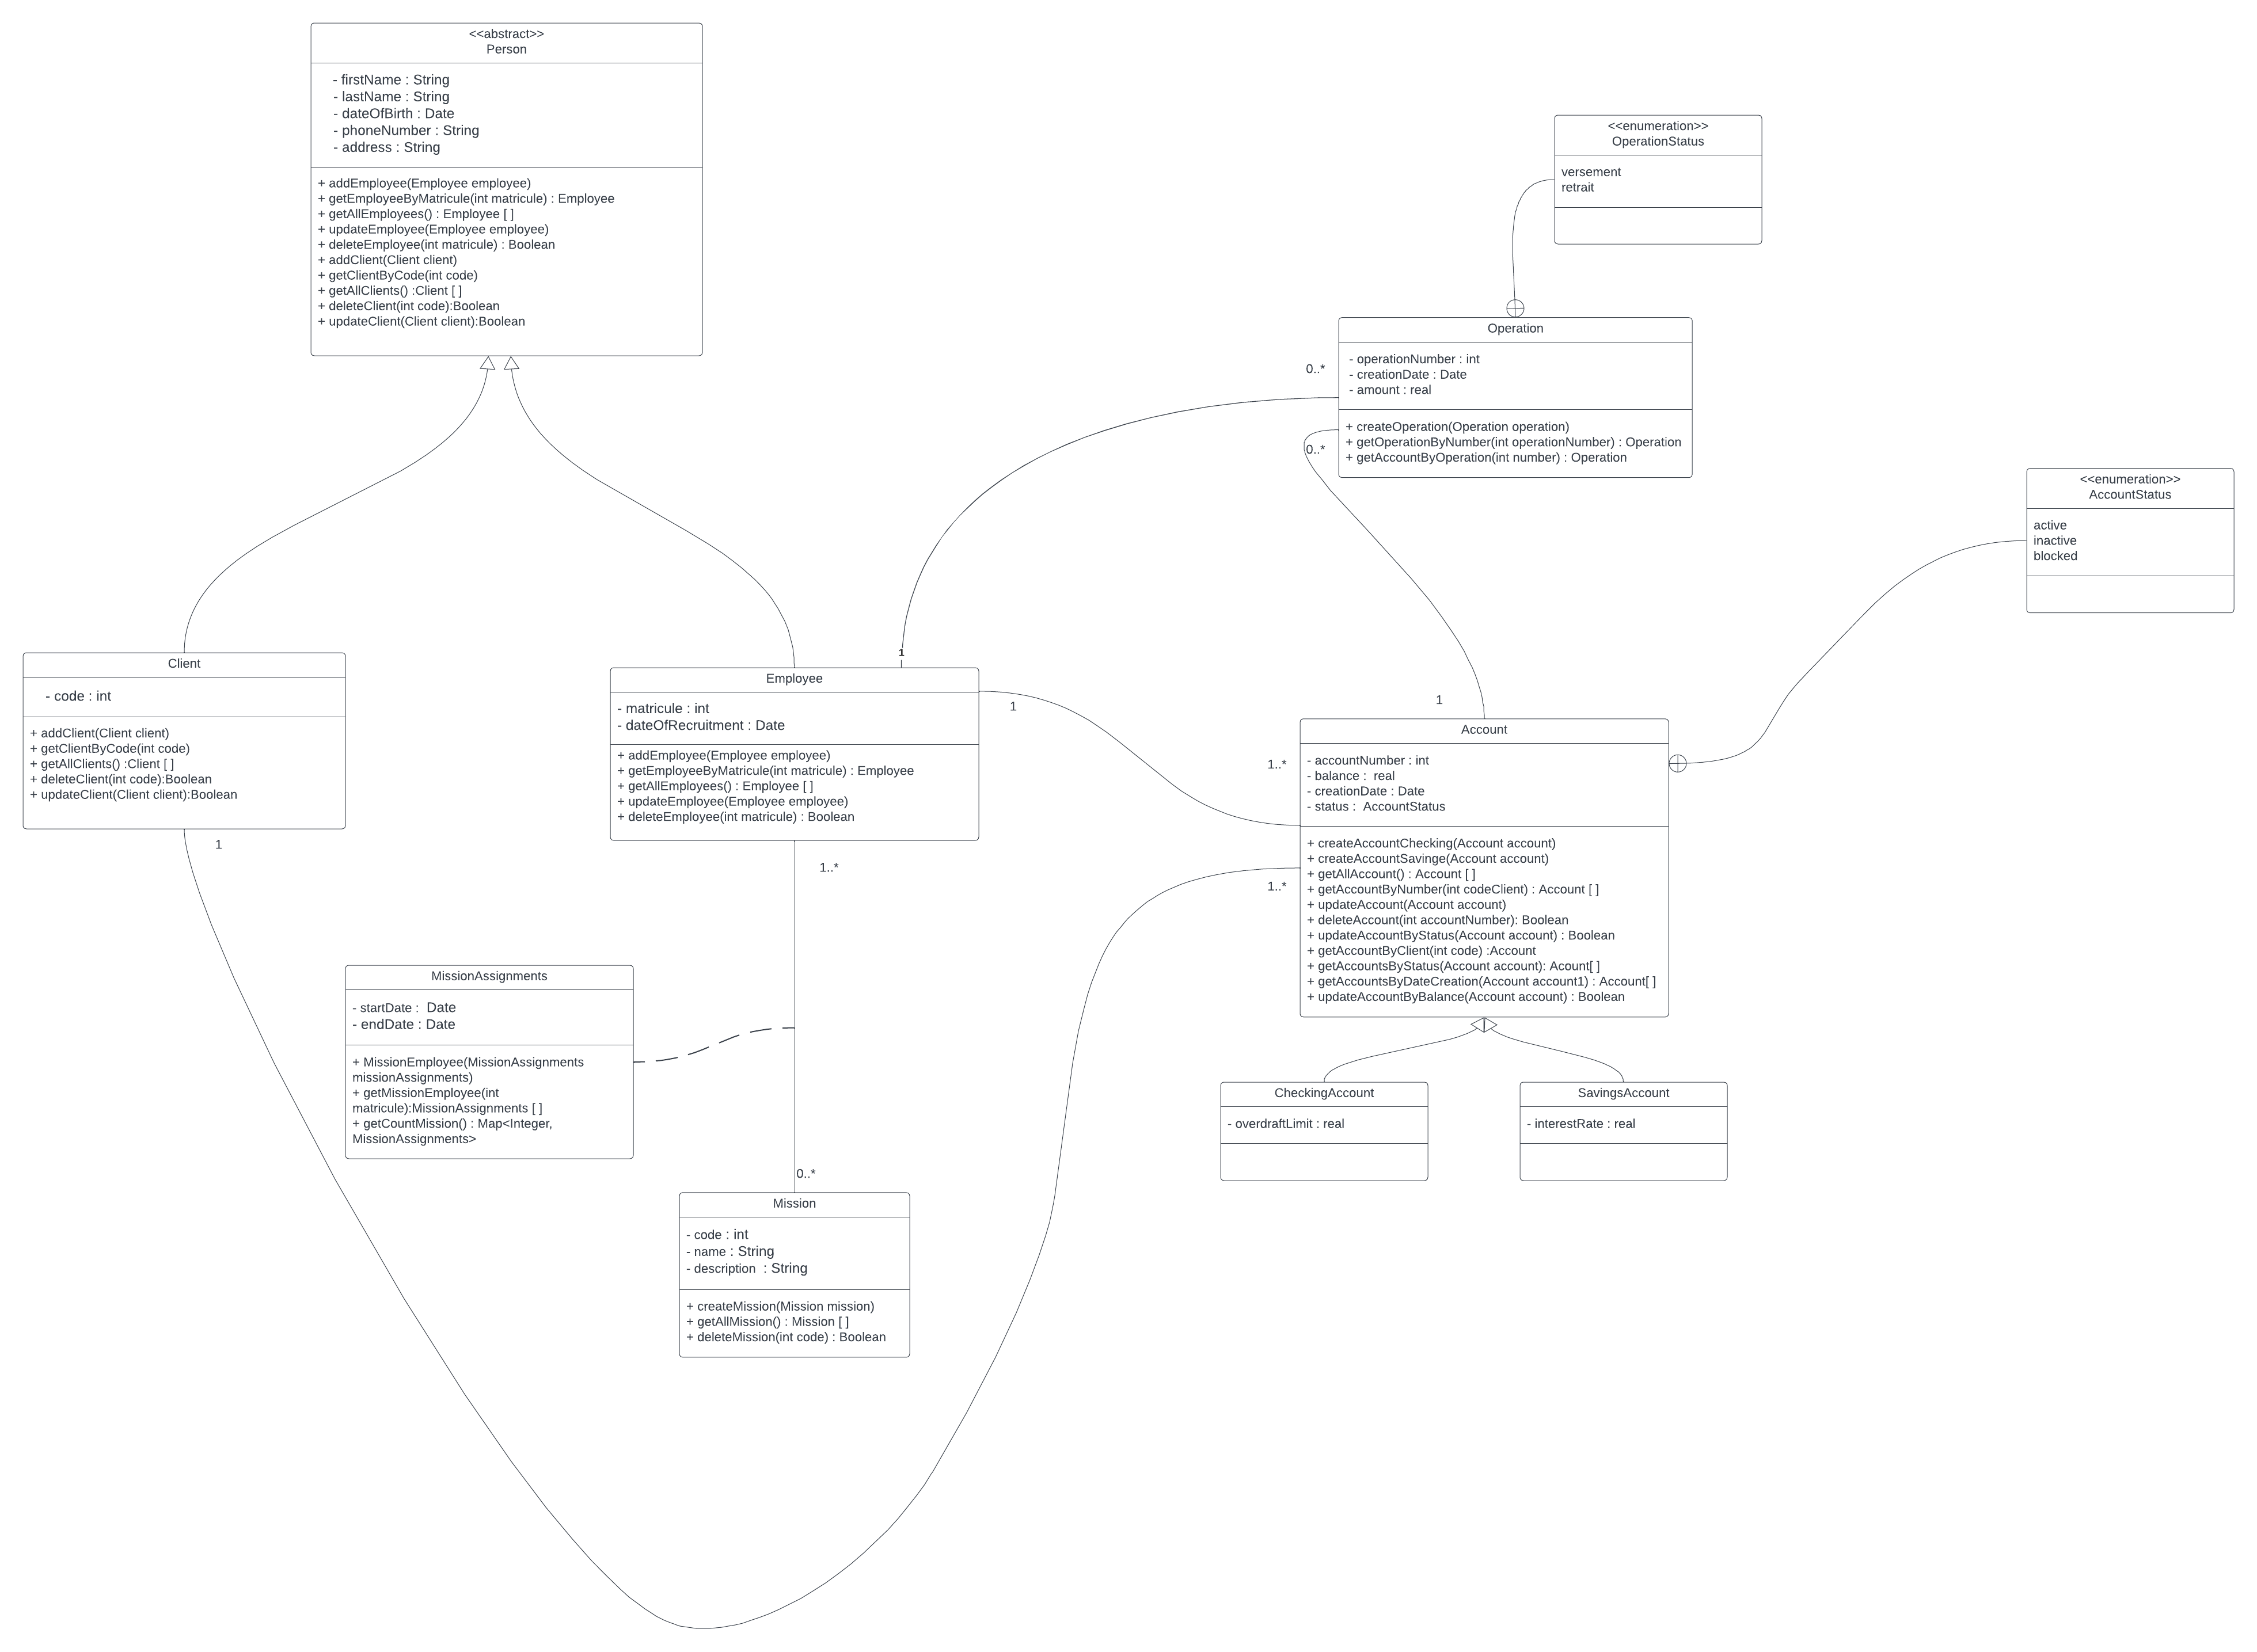 <<abstract>>
Person
- firstName : String
- lastName : String
- dateOfBirth : Date
- phoneNumber : String
- address : String
+ addEmployee(Employee employee)
+ getEmployeeByMatricule(int matricule) : Employee
+ getAllEmployees() : Employee [ ]
+ updateEmployee(Employee employee)
+ deleteEmployee(int matricule) : Boolean
+ addClient(Client client)
+ getClientByCode(int code)
+ getAllClients() :Client [ ]
+ deleteClient(int code):Boolean
+ updateClient(Client client):Boolean
<<enumeration>>
OperationStatus
versement
retrait
Operation
- operationNumber : int
- creationDate : Date
- amount : real
+ createOperation(Operation operation)
+ getOperationByNumber(int operationNumber) : Operation
+ getAccountByOperation(int number) : Operation
0..*
0..*
<<enumeration>>
AccountStatus
active
inactive
blocked
Client
- code : int
+ addClient(Client client)
+ getClientByCode(int code)
+ getAllClients() :Client [ ]
+ deleteClient(int code):Boolean
+ updateClient(Client client):Boolean
1
1
Employee
- matricule : int
- dateOfRecruitment : Date
+ addEmployee(Employee employee)
+ getEmployeeByMatricule(int matricule) : Employee
+ getAllEmployees() : Employee [ ]
+ updateEmployee(Employee employee)
+ deleteEmployee(int matricule) : Boolean
1
1..*
1
1..*
1..*
Account
- accountNumber : int
- balance :  real
- creationDate : Date
- status :  AccountStatus
+ createAccountChecking(Account account)
+ createAccountSavinge(Account account)
+ getAllAccount() : Account [ ]
+ getAccountByNumber(int codeClient) : Account [ ]
+ updateAccount(Account account)
+ deleteAccount(int accountNumber): Boolean
+ updateAccountByStatus(Account account) : Boolean
+ getAccountByClient(int code) :Account
+ getAccountsByStatus(Account account): Acount[ ]
+ getAccountsByDateCreation(Account account1) : Account[ ]
+ updateAccountByBalance(Account account) : Boolean
MissionAssignments
- startDate :  Date
- endDate : Date
+ MissionEmployee(MissionAssignments
missionAssignments)
+ getMissionEmployee(int
matricule):MissionAssignments [ ]
+ getCountMission() : Map<Integer,
MissionAssignments>
CheckingAccount
- overdraftLimit : real
SavingsAccount
- interestRate : real
0..*
Mission
- code : int
- name : String
- description  : String
+ createMission(Mission mission)
+ getAllMission() : Mission [ ]
+ deleteMission(int code) : Boolean